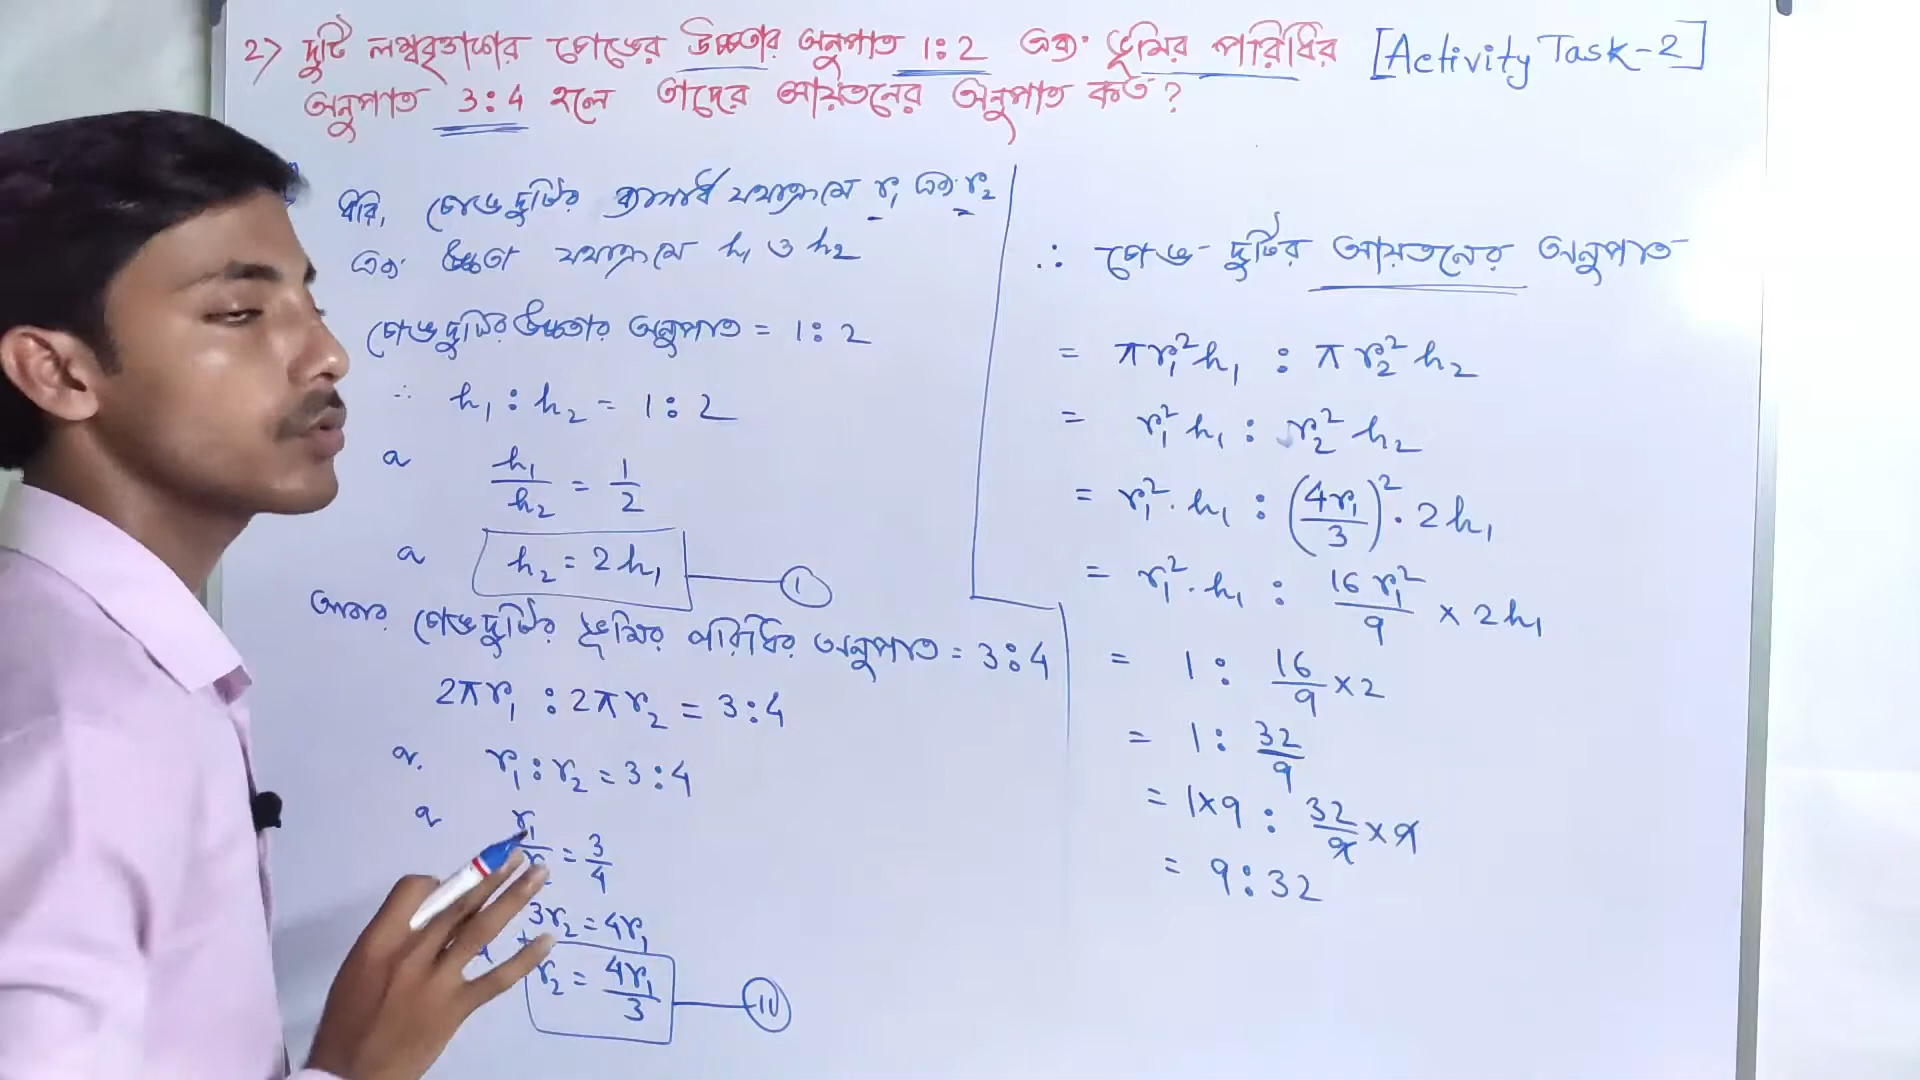 2) দুটি লম্ববৃত্তাকার চোঙের উচ্চতার অনুপাত 1:2 এবং ভূমির পরিধির [Activity Task-2]
অনুপাত 3:4 হলে তাদের আয়তনের অনুপাত কত?
ধরি, চোঙ দুটির ব্যাসার্ধ যথাক্রমে r₁ এবং r₂
এবং উচ্চতা যথাক্রমে h₁ ও h₂
চোঙ দুটির উচ্চতার অনুপাত = 1:2
∴ h₁ : h₂ = 1:2
বা h₁/h₂ = 1/2
বা h₂ = 2h₁ — (I)
আবার চোঙ দুটির ভূমির পরিধির অনুপাত = 3:4
2πr₁ : 2πr₂ = 3:4
বা r₁ : r₂ = 3:4
বা r₁/r₂ = 3/4
3r₂ = 4r₁
r₂ = 4r₁/3 — (II)
∴ চোঙ দুটির আয়তনের অনুপাত
= πr₁²h₁ : πr₂²h₂
= r₁²h₁ : r₂²h₂
= r₁².h₁ : (4r₁/3)².2h₁
= r₁².h₁ : 16r₁²/9 × 2h₁
= 1 : 16/9 × 2
= 1 : 32/9
= 1×9 : 32/9 × 9
= 9:32